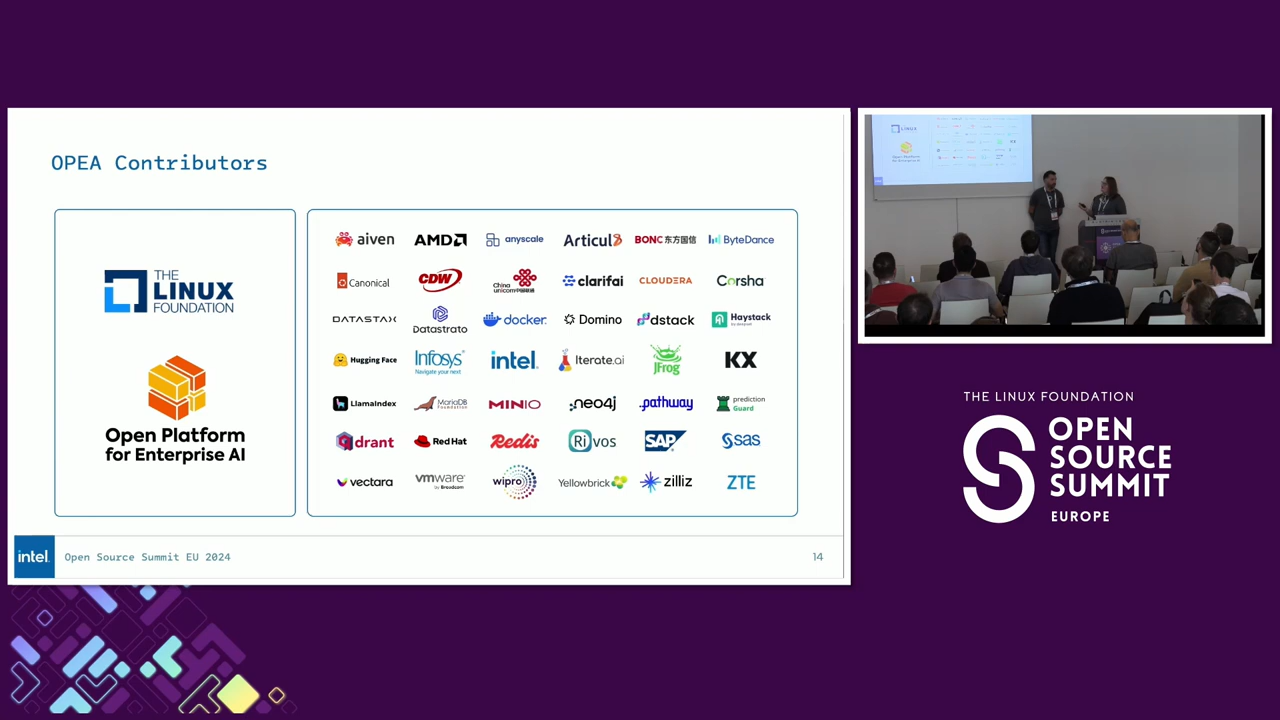 OPEA Contributors
THE
LINUX
FOUNDATION
Open Platform
for Enterprise AI
aiven
AMD
anyscale
Articul8
BONC 东方国信
ByteDance
Canonical
CDW
China
unicom中国联通
clarifai
CLOUDERA
Corsha
DATASTAX
Datastrato
docker
Domino
dstack
Haystack
by deepset
Hugging Face
Infosys
Navigate your next
intel.
Iterate.ai
JFrog
KX
LlamaIndex
MariaDB
Foundation
MINIO
neo4j
pathway
prediction
Guard
qdrant
Red Hat
Redis
Rivos
SAP
sas
vectara
vmware
by Broadcom
wipro
Yellowbrick
zilliz
ZTE
intel.
Open Source Summit EU 2024
14
THE LINUX FOUNDATION
OPEN
SOURCE
SUMMIT
EUROPE